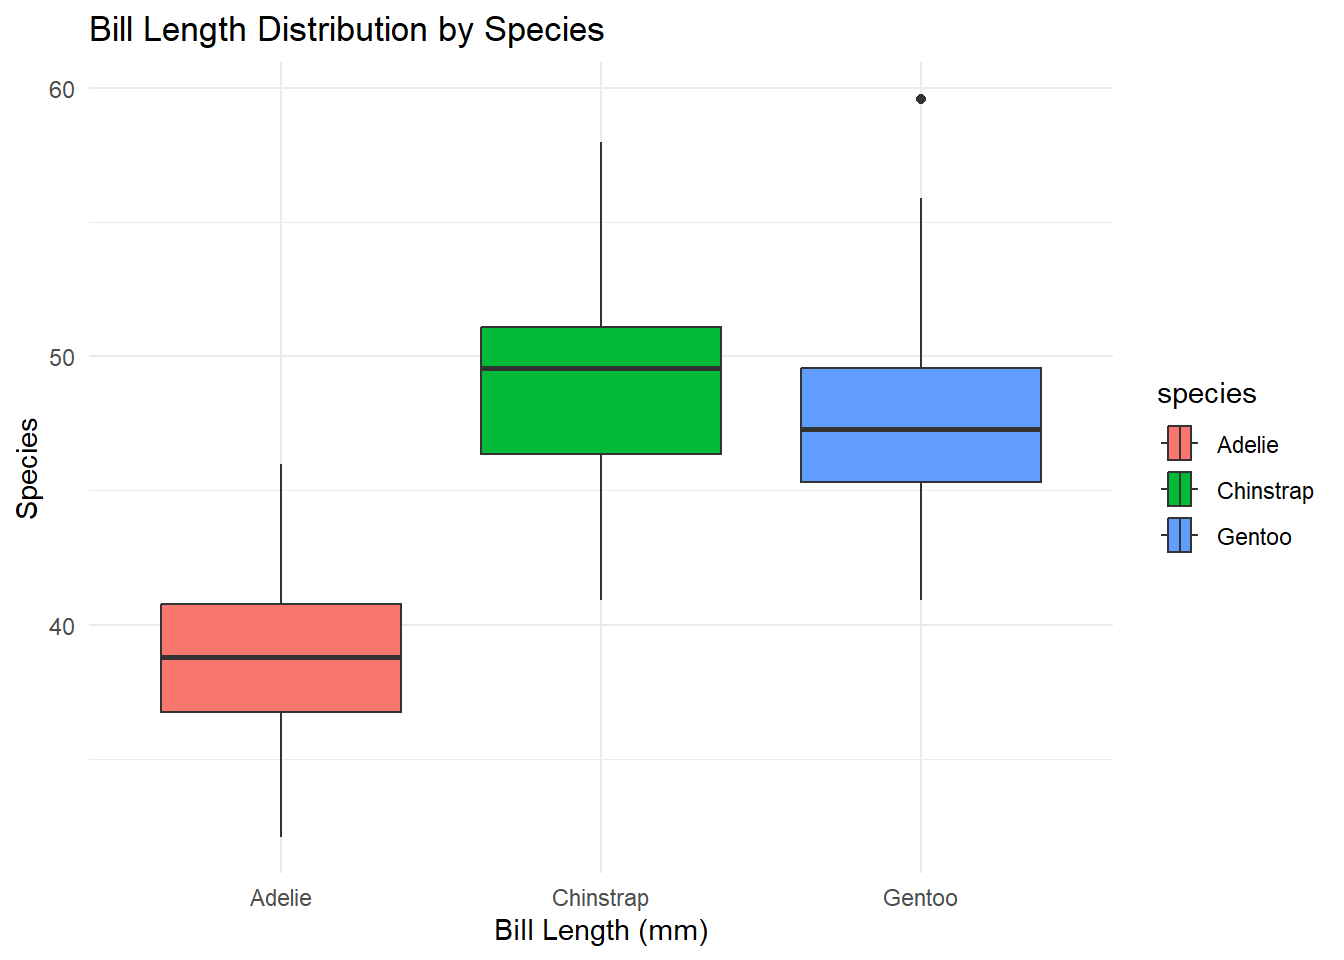 Bill Length Distribution by Species
60
50
40
Species
Adelie
Chinstrap
Gentoo
Bill Length (mm)
species
Adelie
Chinstrap
Gentoo